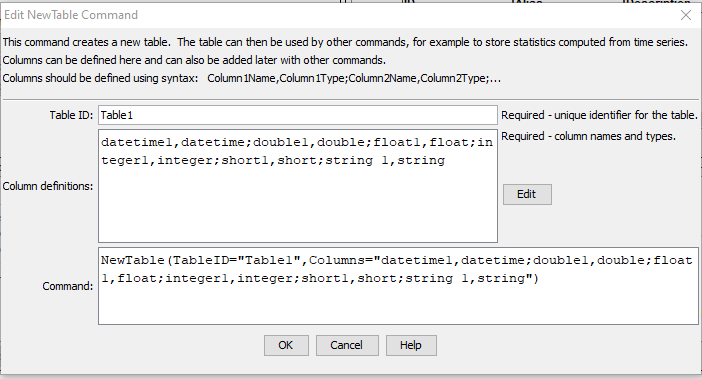 Edit NewTable Command
This command creates a new table. The table can then be used by other commands, for example to store statistics computed from time series.
Columns can be defined here and can also be added later with other commands.
Columns should be defined using syntax: Column1Name,Column1Type;Column2Name,Column2Type;...
Table ID: Table1 Required - unique identifier for the table.
Column definitions: datetime1,datetime;double1,double;float1,float;in
teger1,integer;short1,short;string 1,string
Required - column names and types.
Edit
Command: NewTable(TableID="Table1",Columns="datetime1,datetime;double1,double;float
1,float;integer1,integer;short1,short;string 1,string")
OK Cancel Help